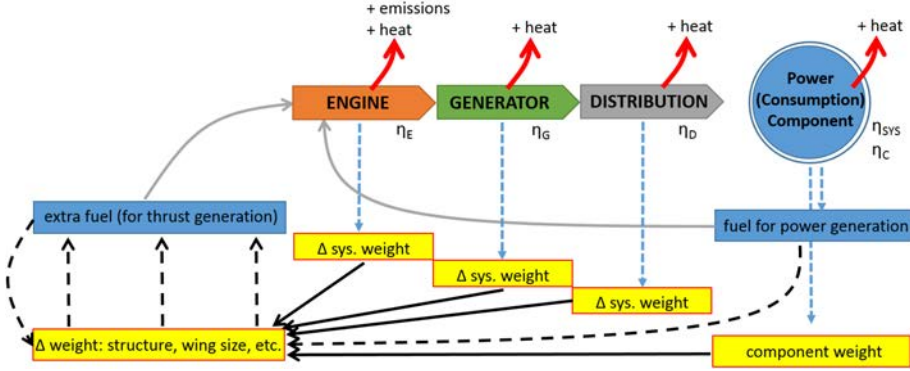 + emissions
+ heat
+ heat
+ heat
+ heat
ENGINE
GENERATOR
DISTRIBUTION
Power
(Consumption)
Component
ηE
ηG
ηD
ηSYS
ηC
extra fuel (for thrust generation)
fuel for power generation
Δ sys. weight
Δ sys. weight
Δ sys. weight
Δ weight: structure, wing size, etc.
component weight